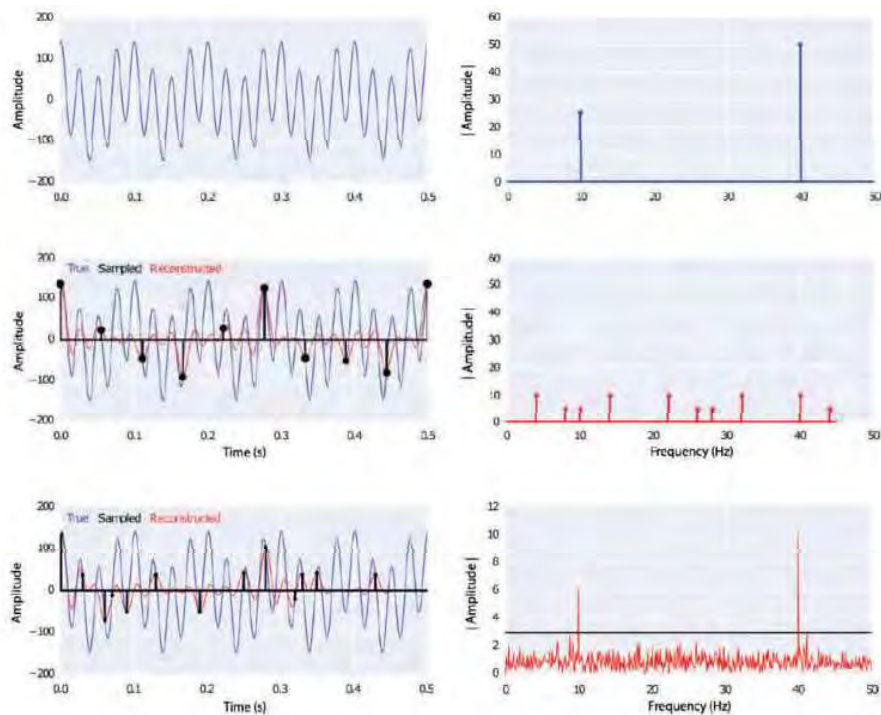 200
100
0
−100
−200
Amplitude
0.0 0.1 0.2 0.3 0.4 0.5
60
50
40
30
20
10
0
| Amplitude |
0 10 20 30 40 50
200
100
0
−100
−200
Amplitude
True Sampled Reconstructed
0.0 0.1 0.2 0.3 0.4 0.5
Time (s)
60
50
40
30
20
10
0
| Amplitude |
0 10 20 30 40 50
Frequency (Hz)
200
100
0
−100
−200
Amplitude
True Sampled Reconstructed
0.0 0.1 0.2 0.3 0.4 0.5
Time (s)
12
10
8
6
4
2
0
| Amplitude |
0 10 20 30 40 50
Frequency (Hz)